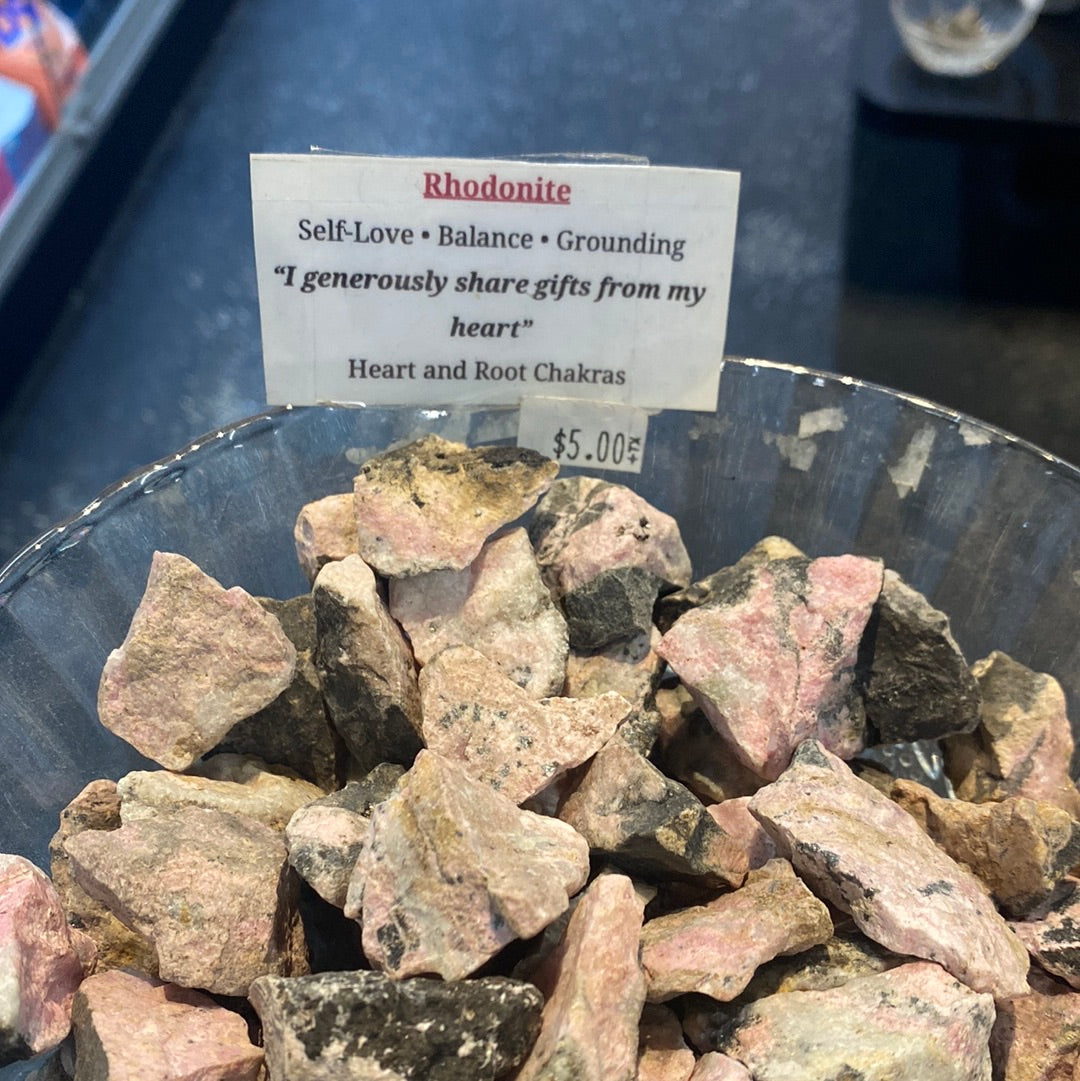 Rhodonite
Self-Love • Balance • Grounding
“I generously share gifts from my
heart”
Heart and Root Chakras
$5.00